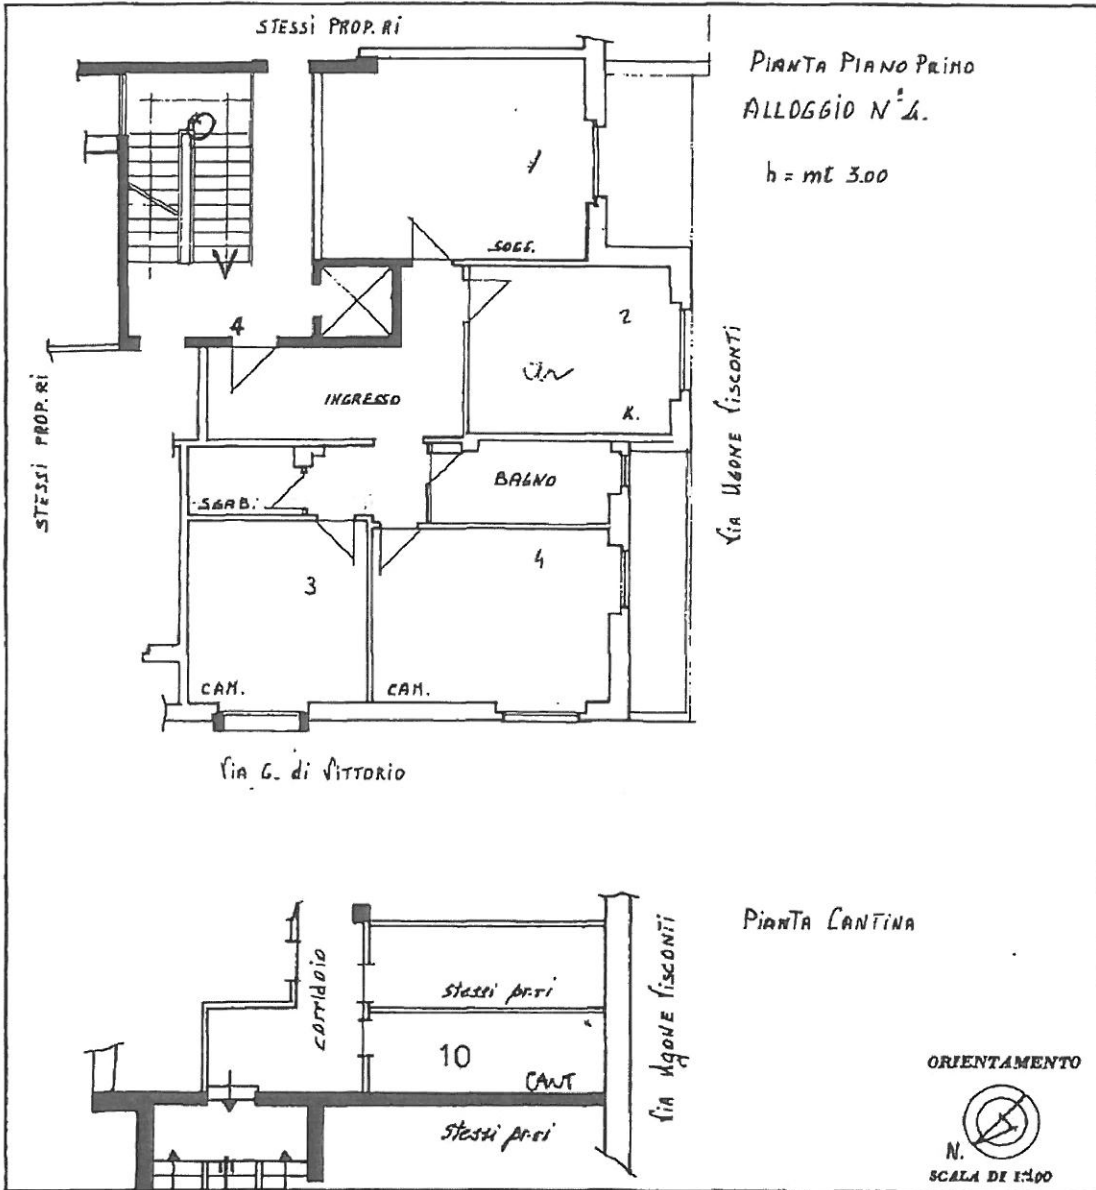 STESSI PROP.RI
PIANTA PIANO PRIMO
ALLOGGIO N° 4.
h = mt 3.00
1
SOGG.
2
K.
4
INGRESSO
STESSI PROP.RI
Via Ugone Visconti
SGAB.
BAGNO
3
4
CAM.
CAM.
Via G. di Vittorio
PIANTA CANTINA
corridoio
stessi pr.ri
Via Ugone Visconti
10
CANT
stessi pr.ri
ORIENTAMENTO
N.
SCALA DI 1:100